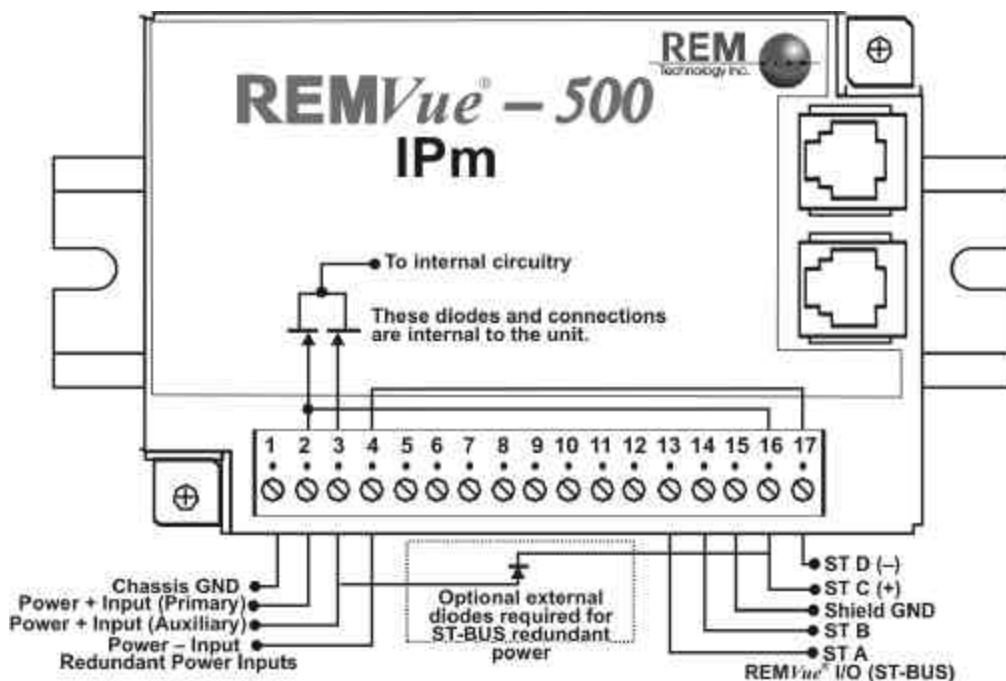 REM
Technology Inc.
REMVue® – 500
IPm
To internal circuitry
These diodes and connections
are internal to the unit.
1 2 3 4 5 6 7 8 9 10 11 12 13 14 15 16 17
Chassis GND
Power + Input (Primary)
Power + Input (Auxiliary)
Power – Input
Redundant Power Inputs
Optional external
diodes required for
ST-BUS redundant
power
ST D (–)
ST C (+)
Shield GND
ST B
ST A
REMVue® I/O (ST-BUS)